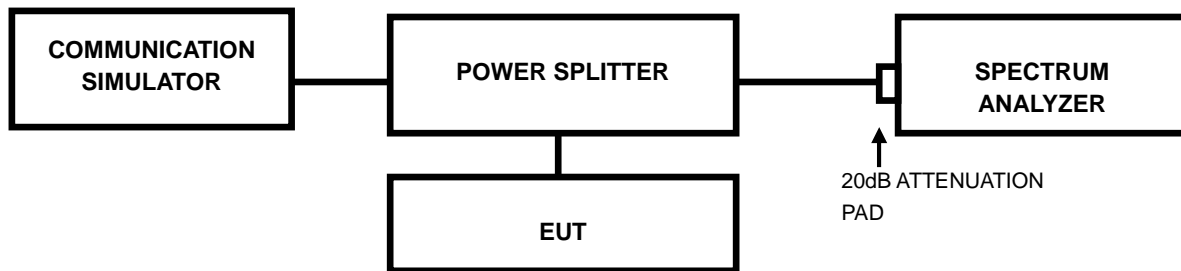 COMMUNICATION
SIMULATOR
POWER SPLITTER
SPECTRUM
ANALYZER
20dB ATTENUATION
PAD
EUT